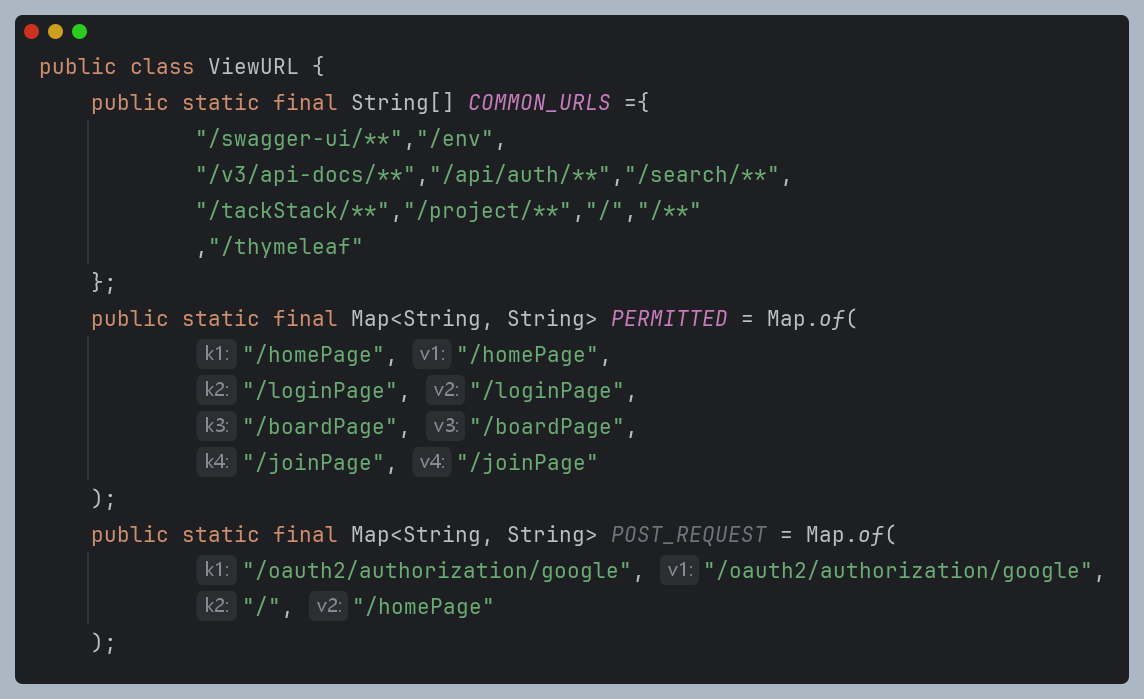 public class ViewURL {
    public static final String[] COMMON_URLS ={
            "/swagger-ui/**","/env",
            "/v3/api-docs/**","/api/auth/**","/search/**",
            "/tackStack/**","/project/**","/","/**"
            ,"/thymeleaf"
    };
    public static final Map<String, String> PERMITTED = Map.of(
            k1: "/homePage", v1: "/homePage",
            k2: "/loginPage", v2: "/loginPage",
            k3: "/boardPage", v3: "/boardPage",
            k4: "/joinPage", v4: "/joinPage"
    );
    public static final Map<String, String> POST_REQUEST = Map.of(
            k1: "/oauth2/authorization/google", v1: "/oauth2/authorization/google",
            k2: "/", v2: "/homePage"
    );